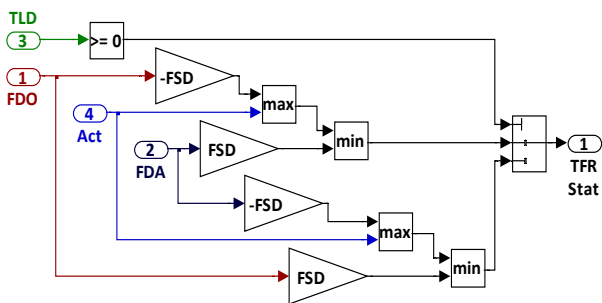 TLD
3
>= 0
1
FDO
-FSD
max
4
Act
FSD
min
2
FDA
1
TFR
Stat
-FSD
max
FSD
min